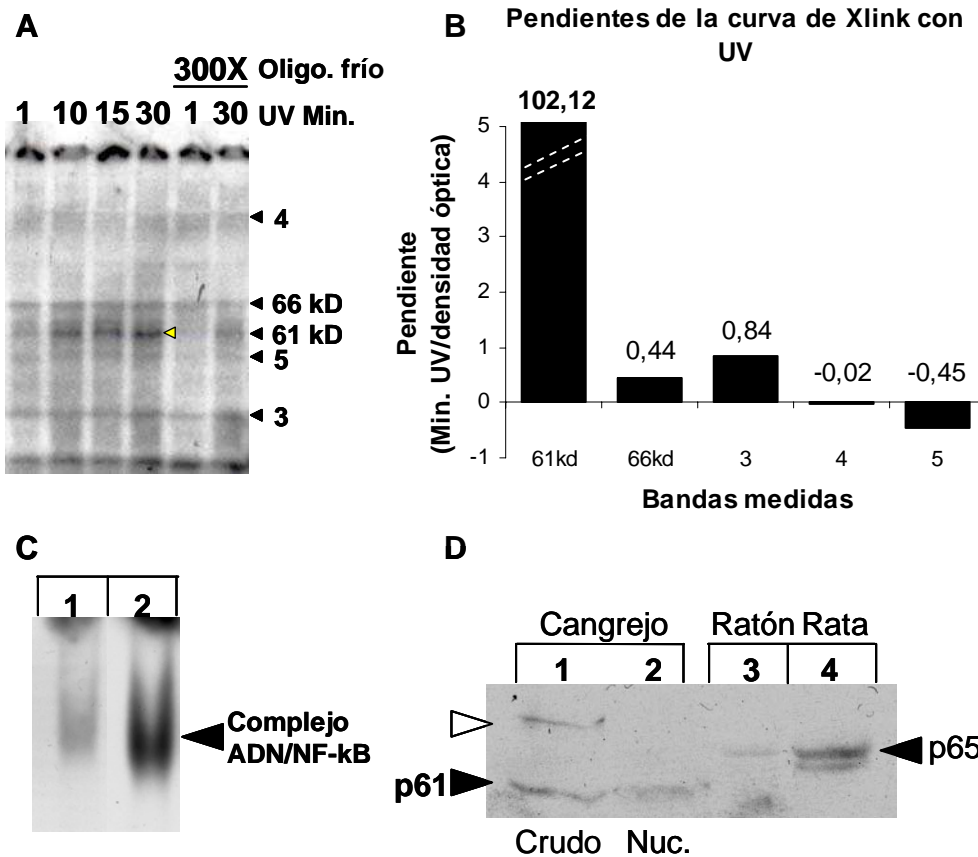 A
300X Oligo. frío
1 10 15 30 1 30 UV Min.
4
66 kD
61 kD
5
3
B
Pendientes de la curva de Xlink con
UV
Pendiente
(Min. UV/densidad óptica)
5
4
3
2
1
0
-1
102,12
0,44
0,84
-0,02
-0,45
61kd 66kd 3 4 5
Bandas medidas
C
1 2
Complejo
ADN/NF-kB
D
Cangrejo Ratón Rata
1 2 3 4
p65
p61
Crudo Nuc.